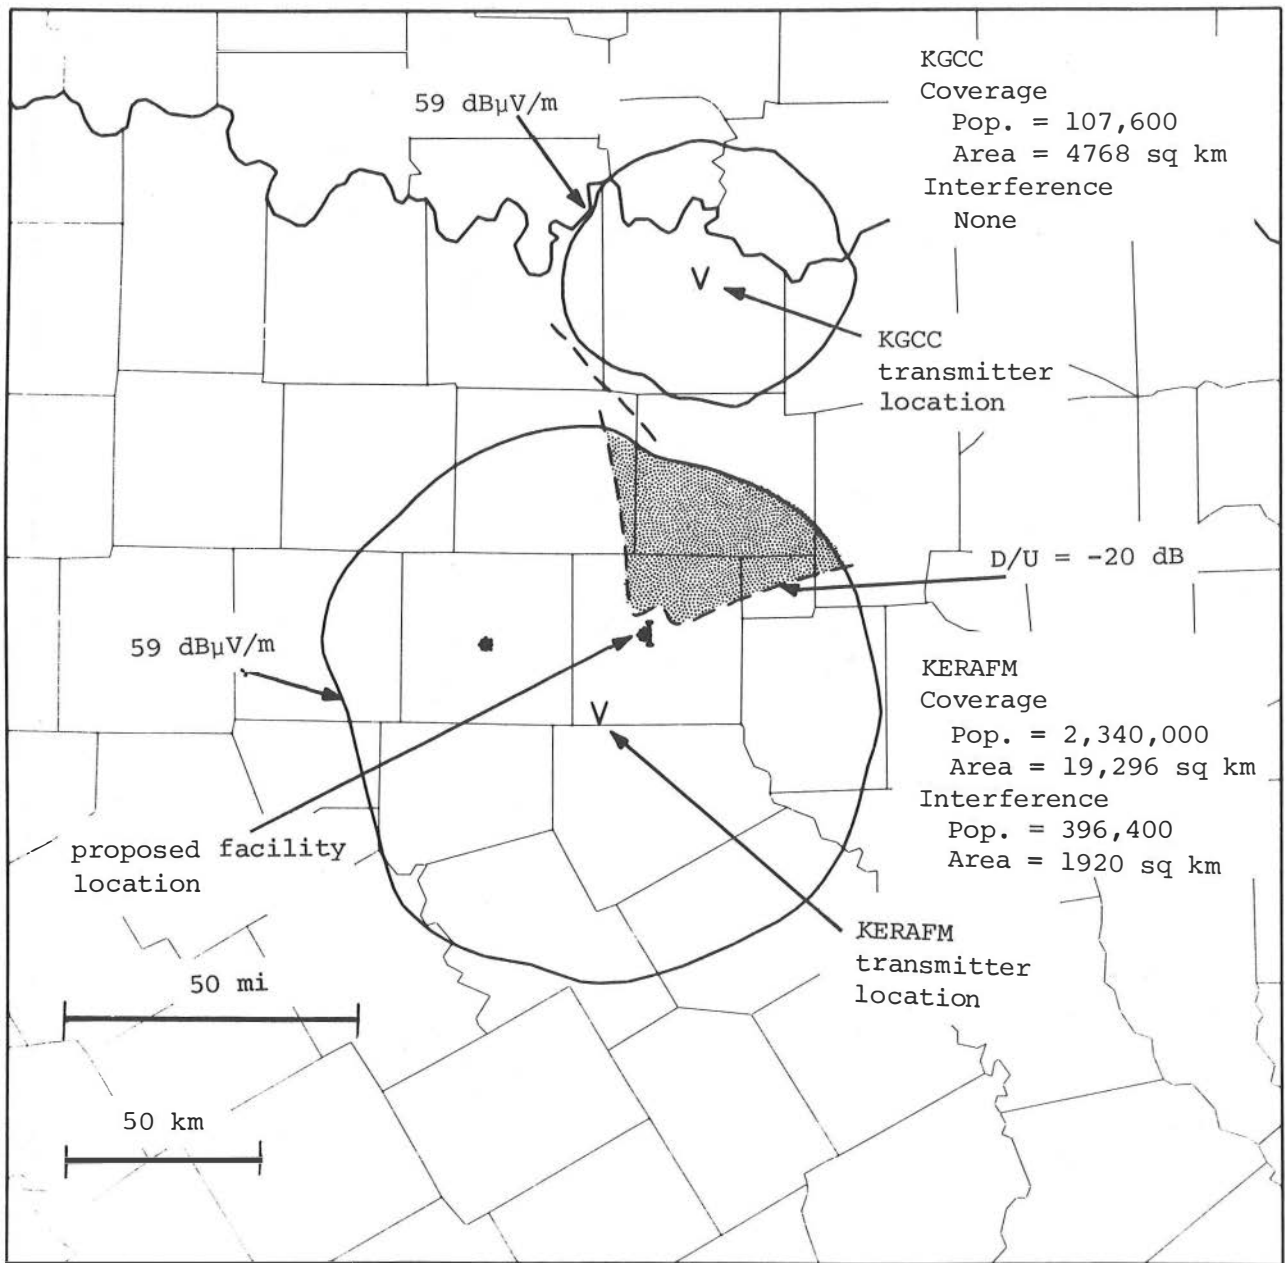 KGCC
Coverage
Pop. = 107,600
Area = 4768 sq km
Interference
None
59 dBµV/m
V
KGCC
transmitter
location
D/U = -20 dB
59 dBµV/m
V
KERAFM
Coverage
Pop. = 2,340,000
Area = 19,296 sq km
Interference
Pop. = 396,400
Area = 1920 sq km
proposed facility
location
KERAFM
transmitter
location
50 mi
50 km